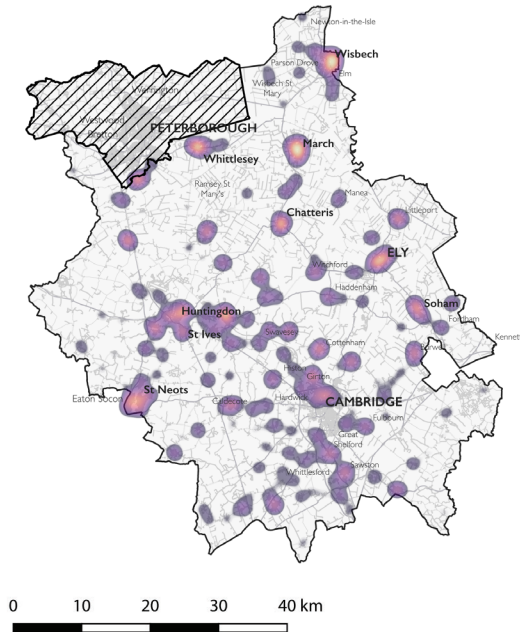 Newton-in-the-Isle
Wisbech
Parson Drove
Elm
Wisbech St
Mary
Werrington
Westwood
Bretton
PETERBOROUGH
March
Whittlesey
Ramsey St
Mary's
Manea
Chatteris
Littleport
ELY
Witchford
Haddenham
Soham
Huntingdon
Fordham
St Ives
Swavesey
Kennett
Cottenham
Burwell
Girton
St Neots
Eaton Socon
Hardwick
Caldecote
CAMBRIDGE
Fulbourn
Great
Shelford
Sawston
Whittlesford
0 10 20 30 40 km